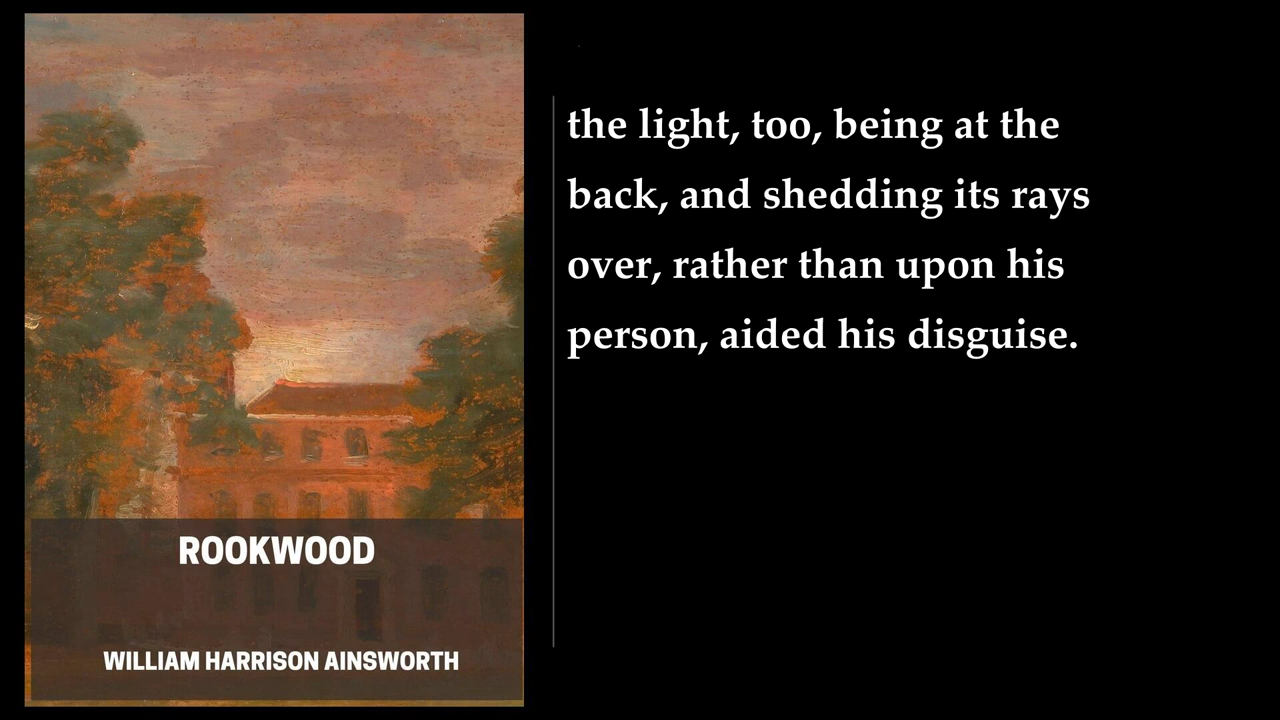 ROOKWOOD
WILLIAM HARRISON AINSWORTH
the light, too, being at the
back, and shedding its rays
over, rather than upon his
person, aided his disguise.